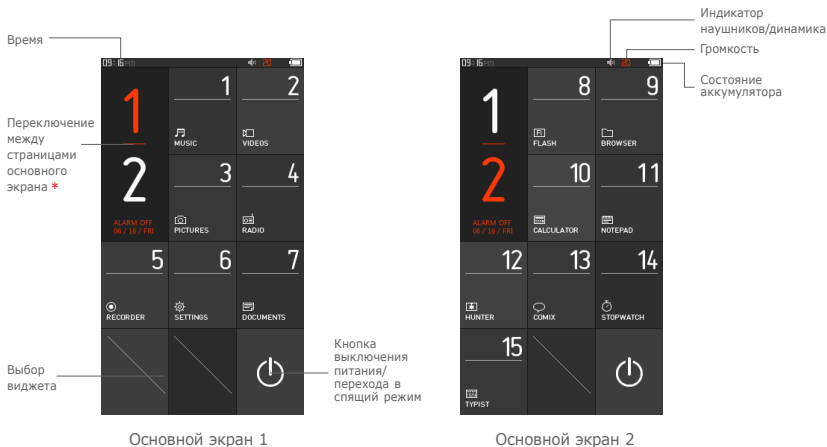 Время
Переключение
между
страницами
основного
экрана *
Выбор
виджета
09:16 PM
20
1
2
ALARM OFF
06 / 16 / FRI
1
MUSIC
2
VIDEOS
3
PICTURES
4
RADIO
5
RECORDER
6
SETTINGS
7
DOCUMENTS
Кнопка
выключения
питания/
перехода в
спящий режим
Основной экран 1
Индикатор
наушников/динамика
Громкость
Состояние
аккумулятора
09:16 PM
20
1
2
ALARM OFF
06 / 16 / FRI
8
FLASH
9
BROWSER
10
CALCULATOR
11
NOTEPAD
12
HUNTER
13
COMIX
14
STOPWATCH
15
TYPIST
Основной экран 2